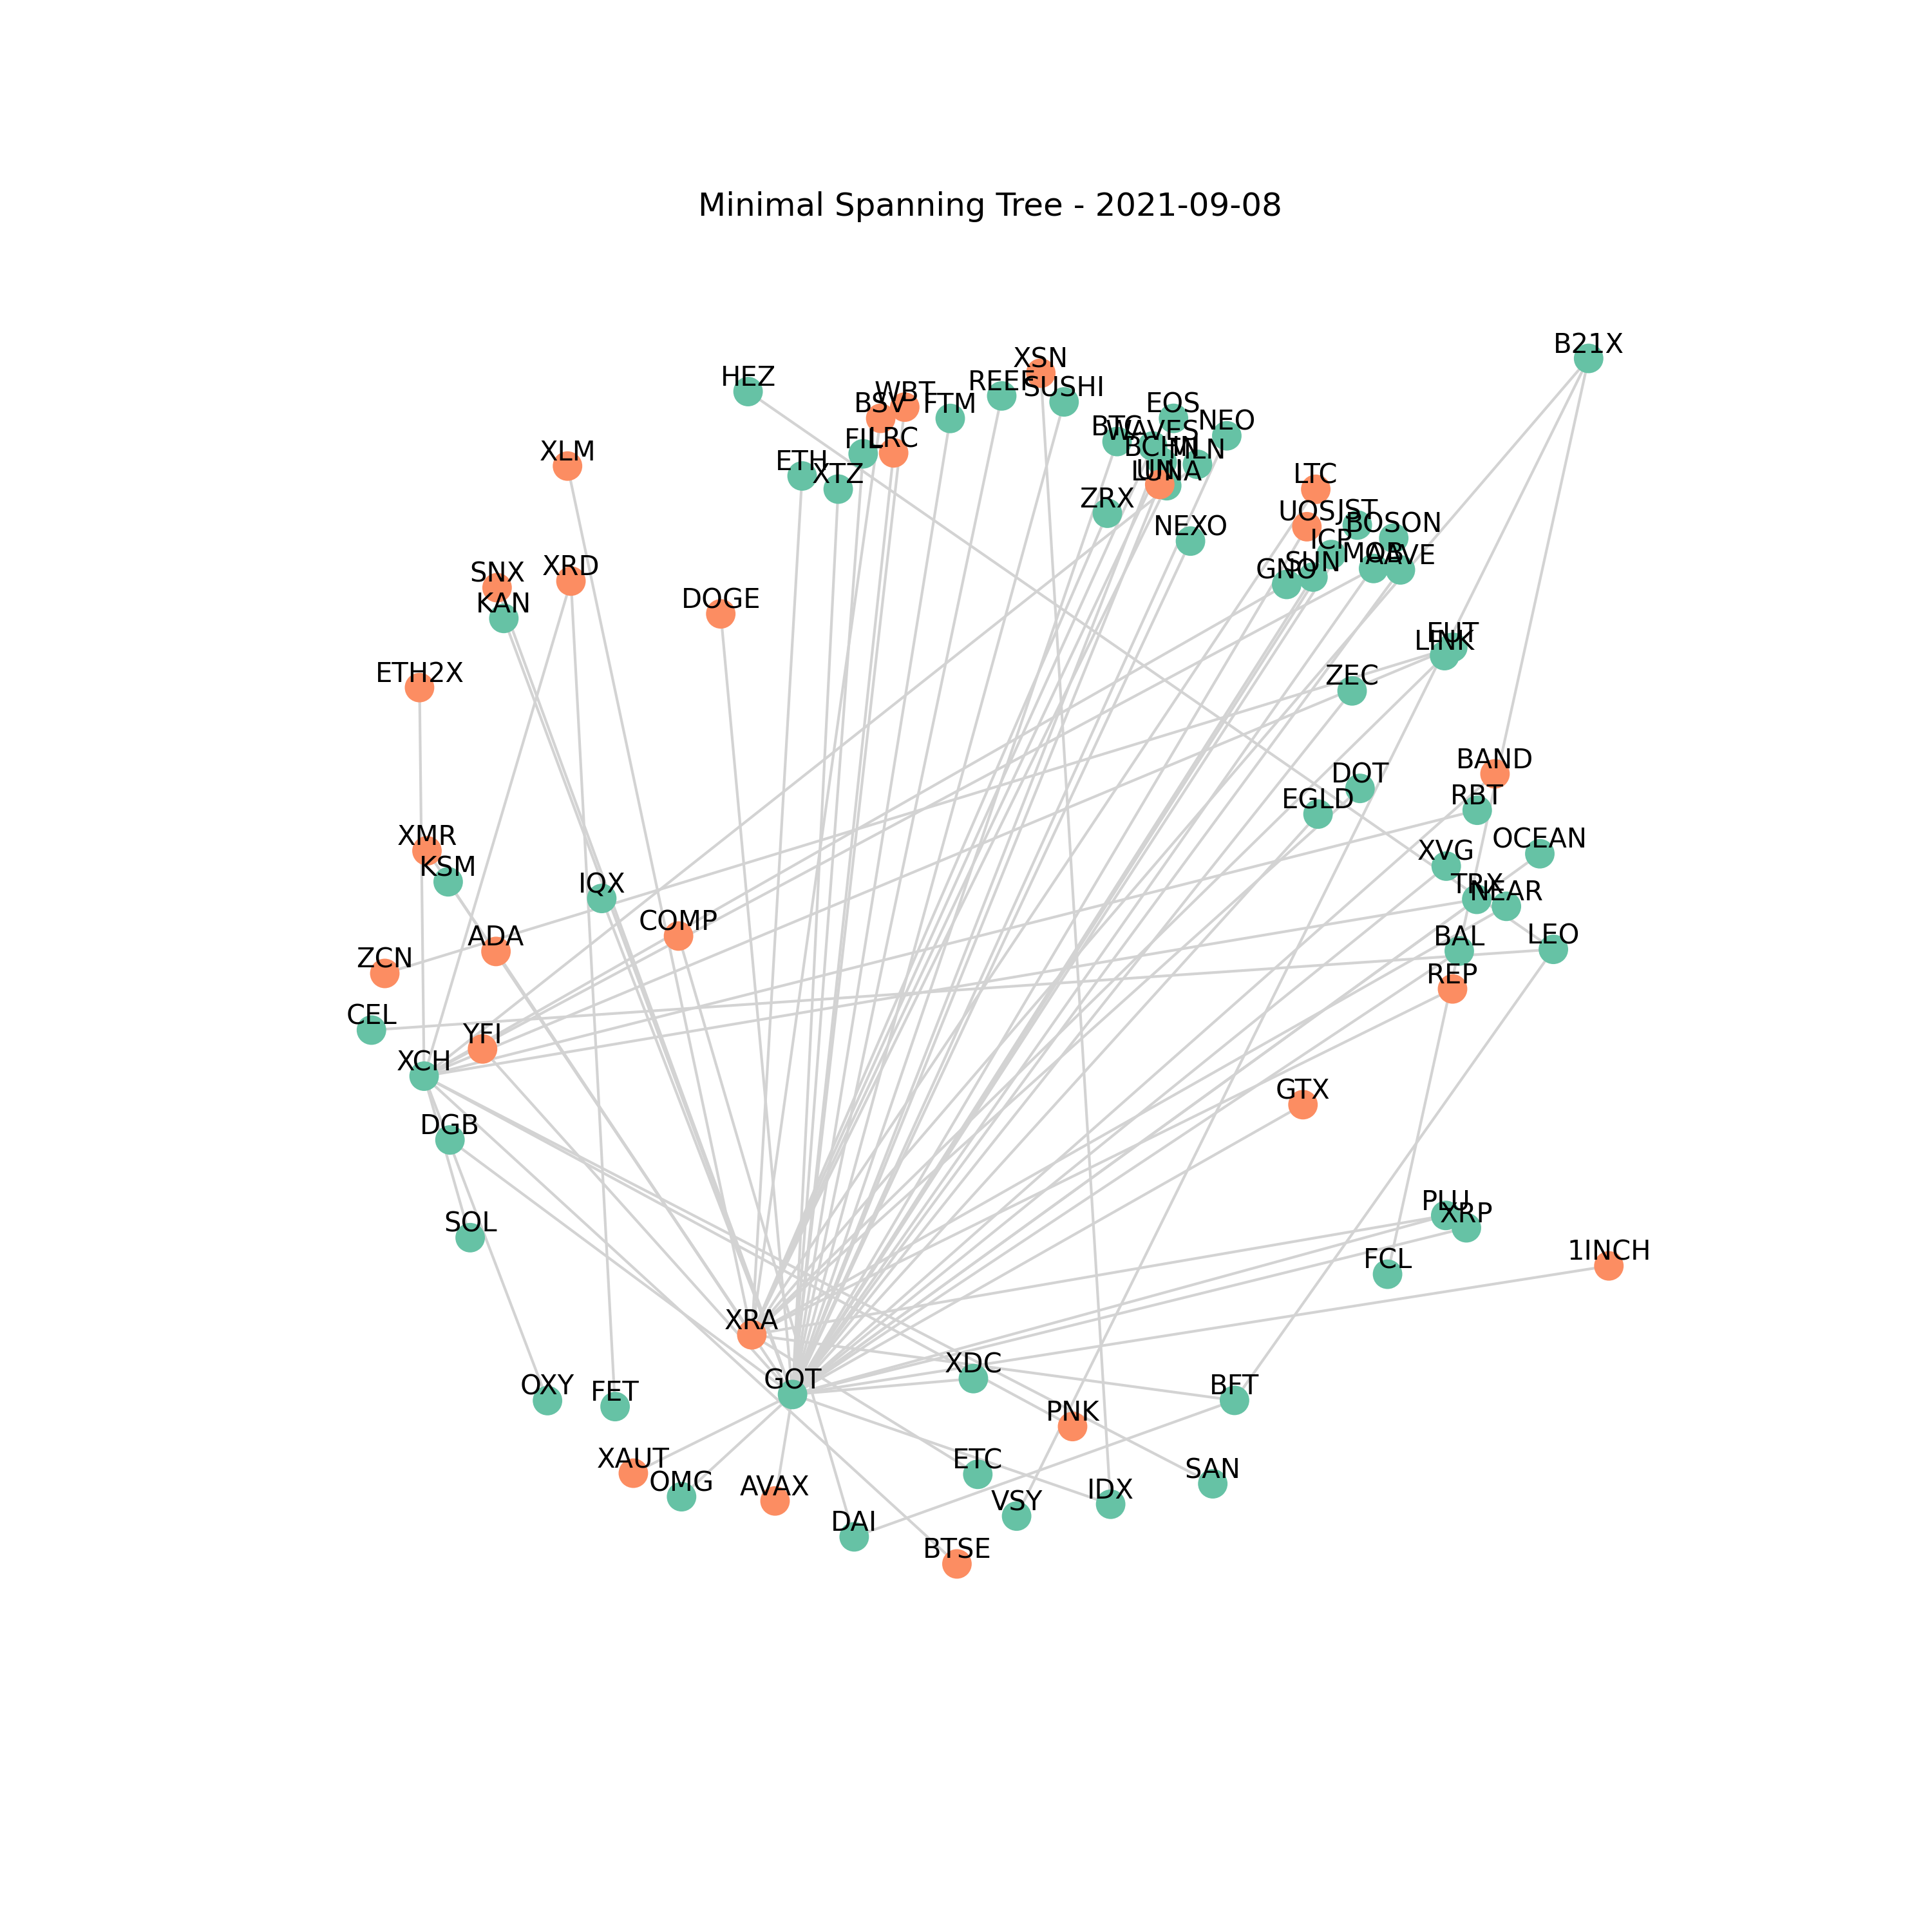 Minimal Spanning Tree - 2021-09-08
B21X
XSN
HEZ
REEF
SUSHI
WBT
BSV
FTM
EOS
NEO
BTC
WAVES
FIL
LRC
BCHN
MLN
XLM
ETH
XTZ
UNI
LUNA
LTC
ZRX
NEXO
UOS
JST
BOSON
ICP
MOB
AAVE
SUN
GNO
SNX
XRD
KAN
DOGE
FUT
LINK
ETH2X
ZEC
BAND
DOT
RBT
EGLD
XMR
OCEAN
XVG
KSM
IQX
TRX
NEAR
COMP
ADA
BAL
LEO
ZCN
REP
CEL
YFI
XCH
GTX
DGB
PLU
XRP
SOL
FCL
1INCH
XRA
XDC
GOT
OXY
FET
BFT
PNK
XAUT
ETC
SAN
OMG
AVAX
IDX
VSY
DAI
BTSE